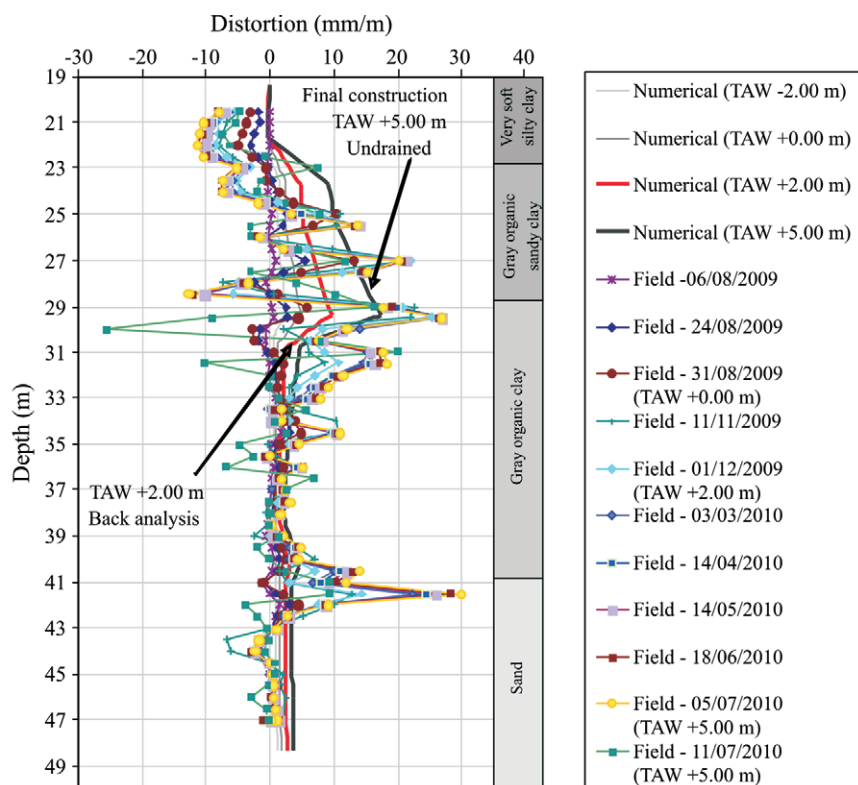 Distortion (mm/m)
-30 -20 -10 0 10 20 30 40
19
21
23
25
27
29
31
33
35
37
39
41
43
45
47
49
Depth (m)
Final construction
TAW +5.00 m
Undrained
TAW +2.00 m
Back analysis
Very soft
silty clay
Gray organic
sandy clay
Gray organic clay
Sand
Numerical (TAW -2.00 m)
Numerical (TAW +0.00 m)
Numerical (TAW +2.00 m)
Numerical (TAW +5.00 m)
Field -06/08/2009
Field - 24/08/2009
Field - 31/08/2009
(TAW +0.00 m)
Field - 11/11/2009
Field - 01/12/2009
(TAW +2.00 m)
Field - 03/03/2010
Field - 14/04/2010
Field - 14/05/2010
Field - 18/06/2010
Field - 05/07/2010
(TAW +5.00 m)
Field - 11/07/2010
(TAW +5.00 m)